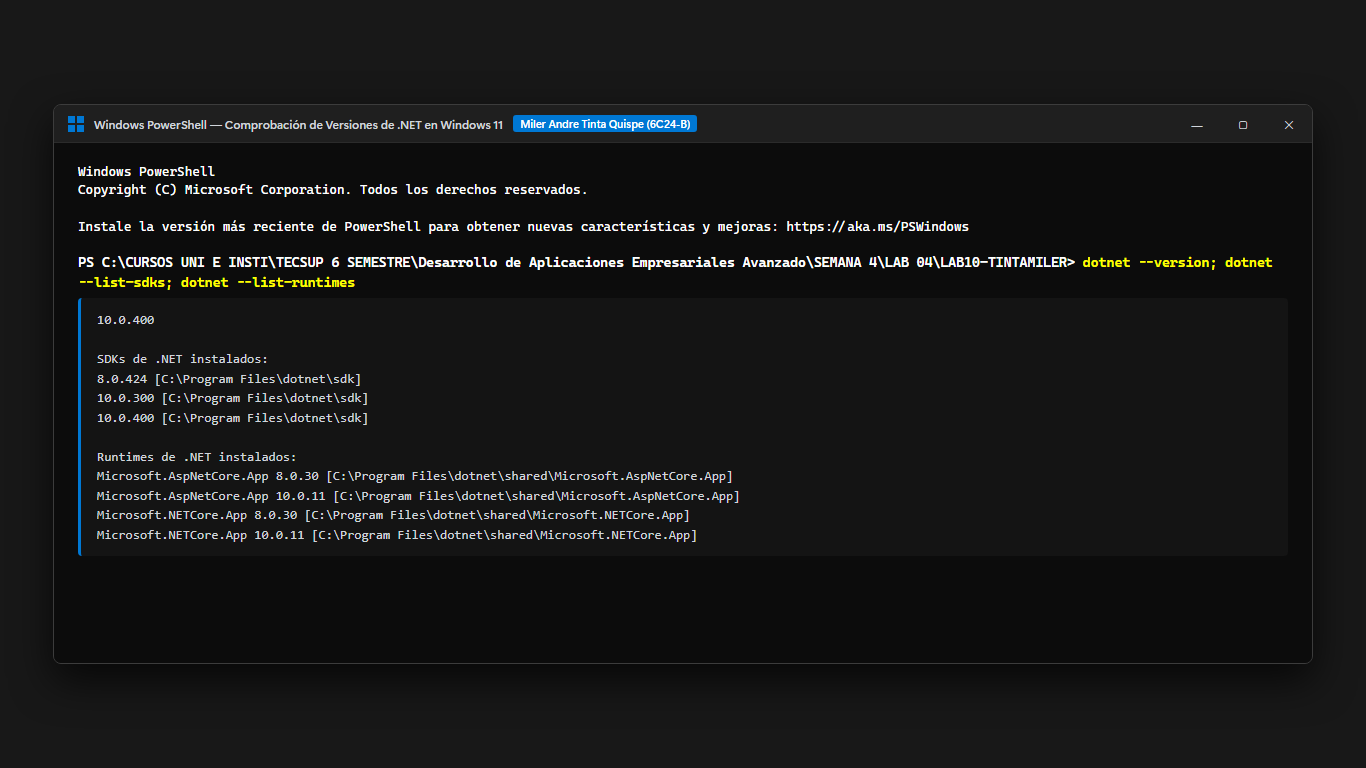 Windows PowerShell — Comprobación de Versiones de .NET en Windows 11 Miler Andre Tinta Quispe (6C24-B)
Windows PowerShell
Copyright (C) Microsoft Corporation. Todos los derechos reservados.
Instale la versión más reciente de PowerShell para obtener nuevas características y mejoras: https://aka.ms/PSWindows
PS C:\CURSOS UNI E INSTI\TECSUP 6 SEMESTRE\Desarrollo de Aplicaciones Empresariales Avanzado\SEMANA 4\LAB 04\LAB10-TINTAMILER> dotnet --version; dotnet
--list-sdks; dotnet --list-runtimes
10.0.400
SDKs de .NET instalados:
8.0.424 [C:\Program Files\dotnet\sdk]
10.0.300 [C:\Program Files\dotnet\sdk]
10.0.400 [C:\Program Files\dotnet\sdk]
Runtimes de .NET instalados:
Microsoft.AspNetCore.App 8.0.30 [C:\Program Files\dotnet\shared\Microsoft.AspNetCore.App]
Microsoft.AspNetCore.App 10.0.11 [C:\Program Files\dotnet\shared\Microsoft.AspNetCore.App]
Microsoft.NETCore.App 8.0.30 [C:\Program Files\dotnet\shared\Microsoft.NETCore.App]
Microsoft.NETCore.App 10.0.11 [C:\Program Files\dotnet\shared\Microsoft.NETCore.App]